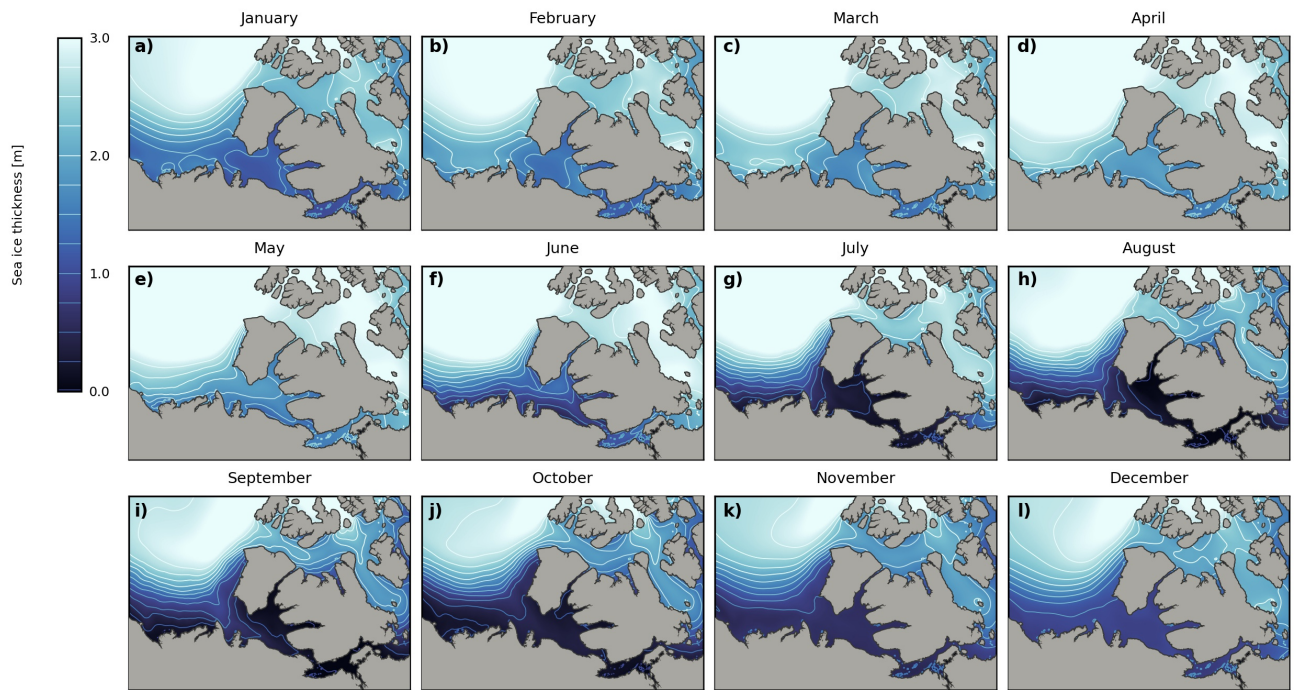 January
February
March
April
a)
b)
c)
d)
3.0
2.0
1.0
0.0
Sea ice thickness [m]
May
June
July
August
e)
f)
g)
h)
September
October
November
December
i)
j)
k)
l)